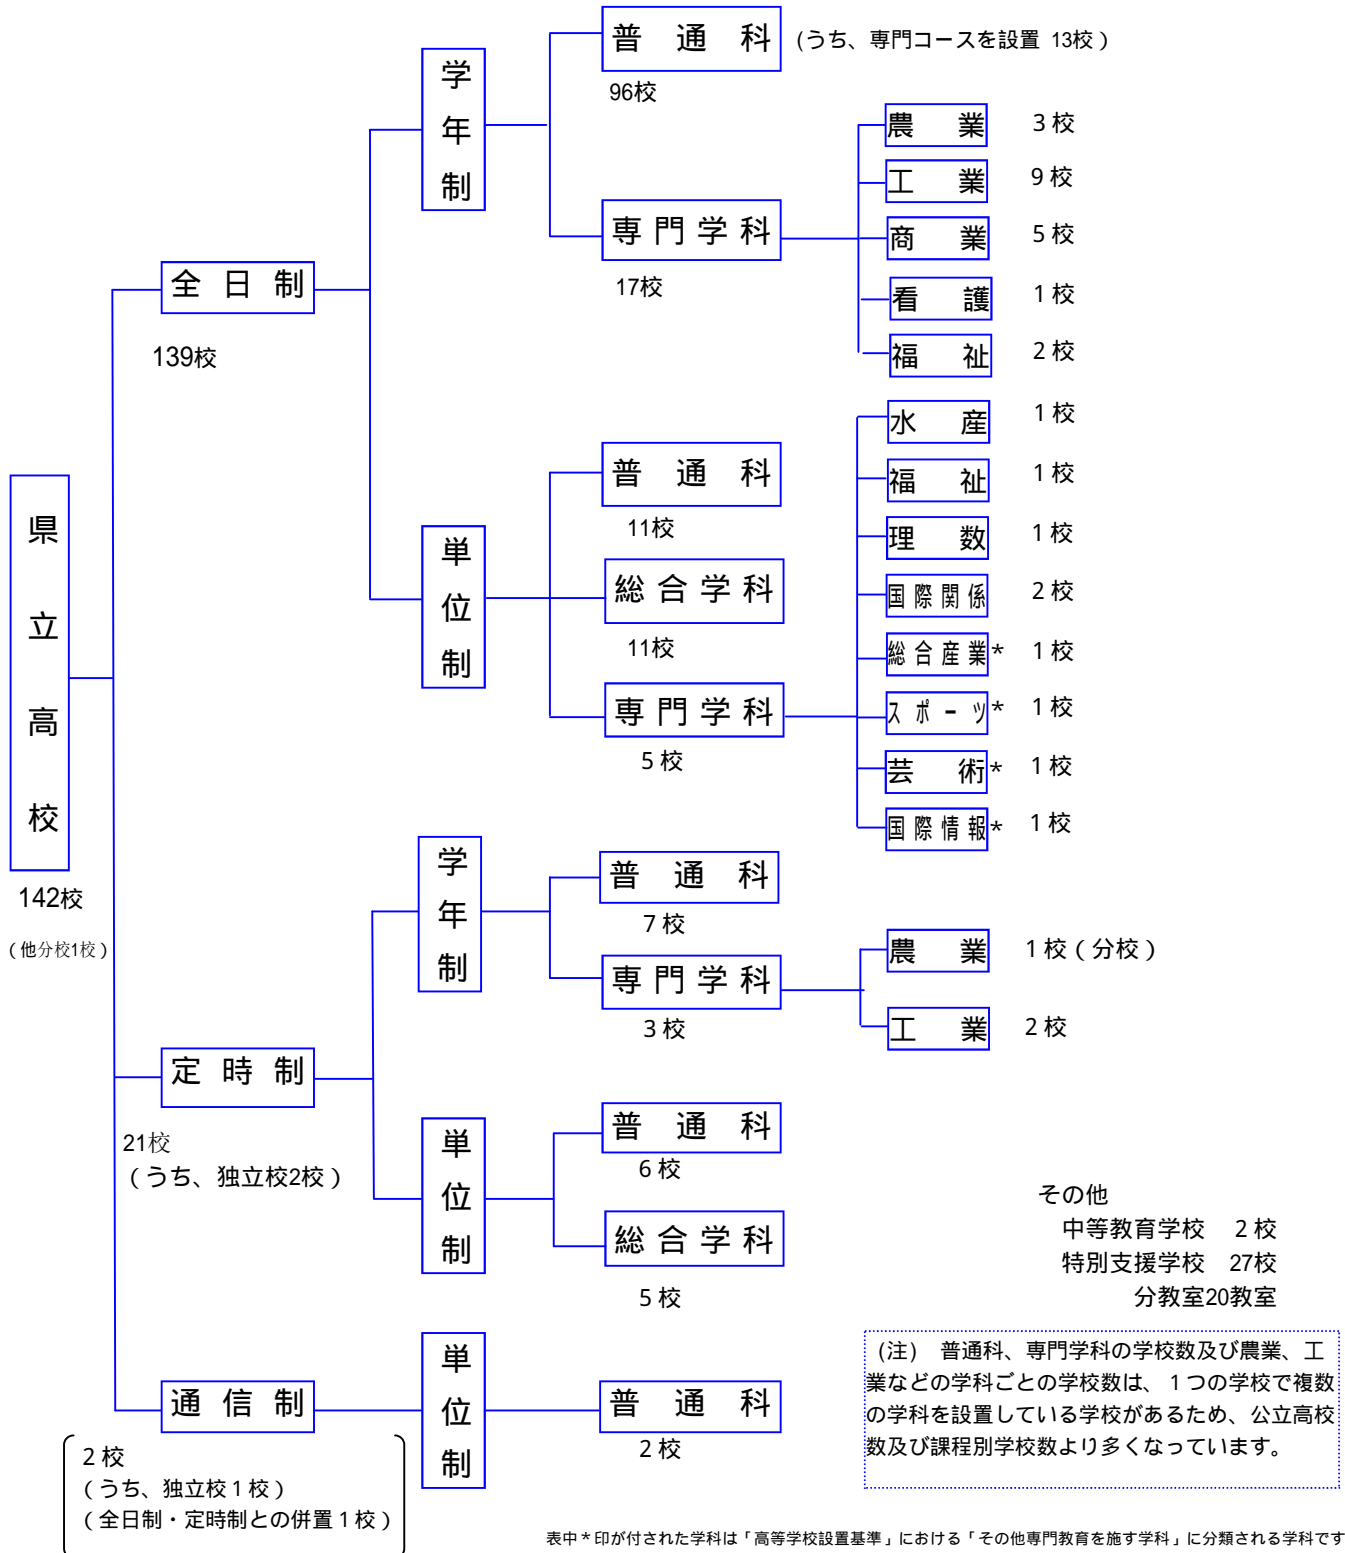 県立高校
142校
(他分校1校)
全日制
139校
学年制
普通科 (うち、専門コースを設置 13校)
96校
専門学科
17校
農業 3校
工業 9校
商業 5校
看護 1校
福祉 2校
単位制
普通科
11校
総合学科
11校
専門学科
5校
水産 1校
福祉 1校
理数 1校
国際関係 2校
総合産業* 1校
スポーツ* 1校
芸術* 1校
国際情報* 1校
定時制
21校
(うち、独立校2校)
学年制
普通科
7校
専門学科
3校
農業 1校(分校)
工業 2校
単位制
普通科
6校
総合学科
5校
通信制
2校
(うち、独立校1校)
(全日制・定時制との併置1校)
単位制
普通科
2校
その他
中等教育学校 2校
特別支援学校 27校
分教室20教室
(注) 普通科、専門学科の学校数及び農業、工
業などの学科ごとの学校数は、1つの学校で複数
の学科を設置している学校があるため、公立高校
数及び課程別学校数より多くなっています。
表中*印が付された学科は「高等学校設置基準」における「その他専門教育を施す学科」に分類される学科です